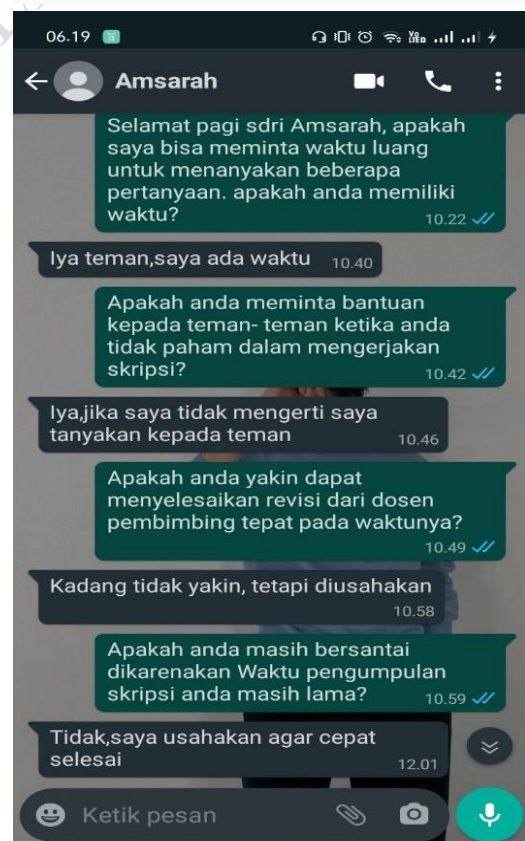 06.19
Amsarah
Selamat pagi sdri Amsarah, apakah
saya bisa meminta waktu luang
untuk menanyakan beberapa
pertanyaan. apakah anda memiliki
waktu?
10.22
Iya teman,saya ada waktu 10.40
Apakah anda meminta bantuan
kepada teman- teman ketika anda
tidak paham dalam mengerjakan
skripsi?
10.42
Iya,jika saya tidak mengerti saya
tanyakan kepada teman
10.46
Apakah anda yakin dapat
menyelesaikan revisi dari dosen
pembimbing tepat pada waktunya?
10.49
Kadang tidak yakin, tetapi diusahakan
10.58
Apakah anda masih bersantai
dikarenakan Waktu pengumpulan
skripsi anda masih lama?
10.59
Tidak,saya usahakan agar cepat
selesai
12.01
Ketik pesan